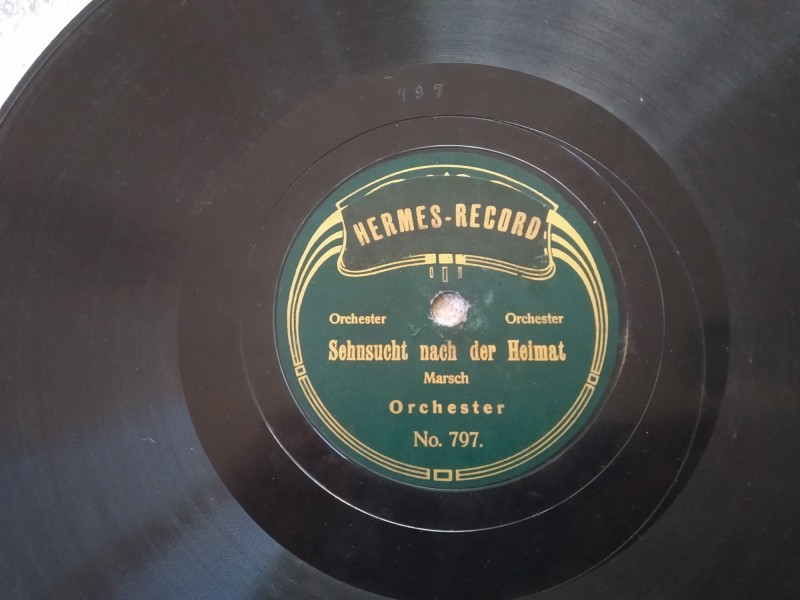 797
HERMES-RECORD
Orchester Orchester
Sehnsucht nach der Heimat
Marsch
Orchester
No. 797.